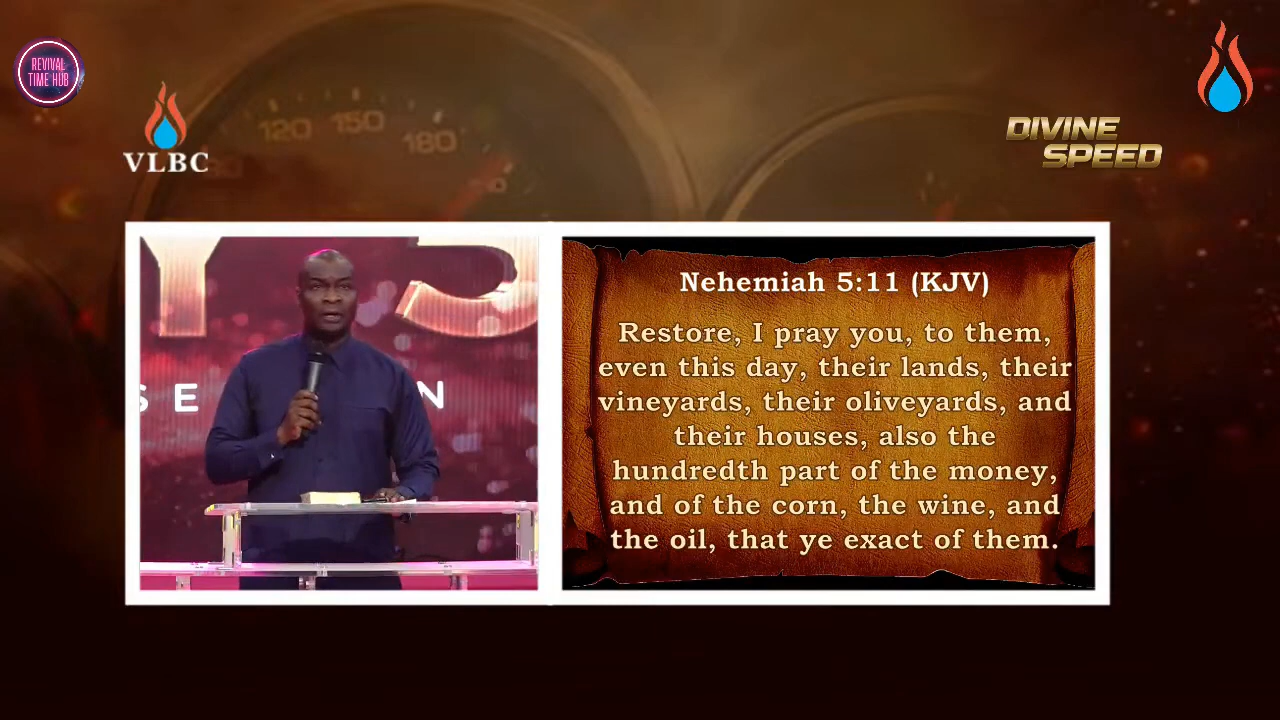 REVIVAL
TIME HUB
120 150
180
VLBC
DIVINE
SPEED
Y S
S E
N
Nehemiah 5:11 (KJV)
Restore, I pray you, to them,
even this day, their lands, their
vineyards, their oliveyards, and
their houses, also the
hundredth part of the money,
and of the corn, the wine, and
the oil, that ye exact of them.